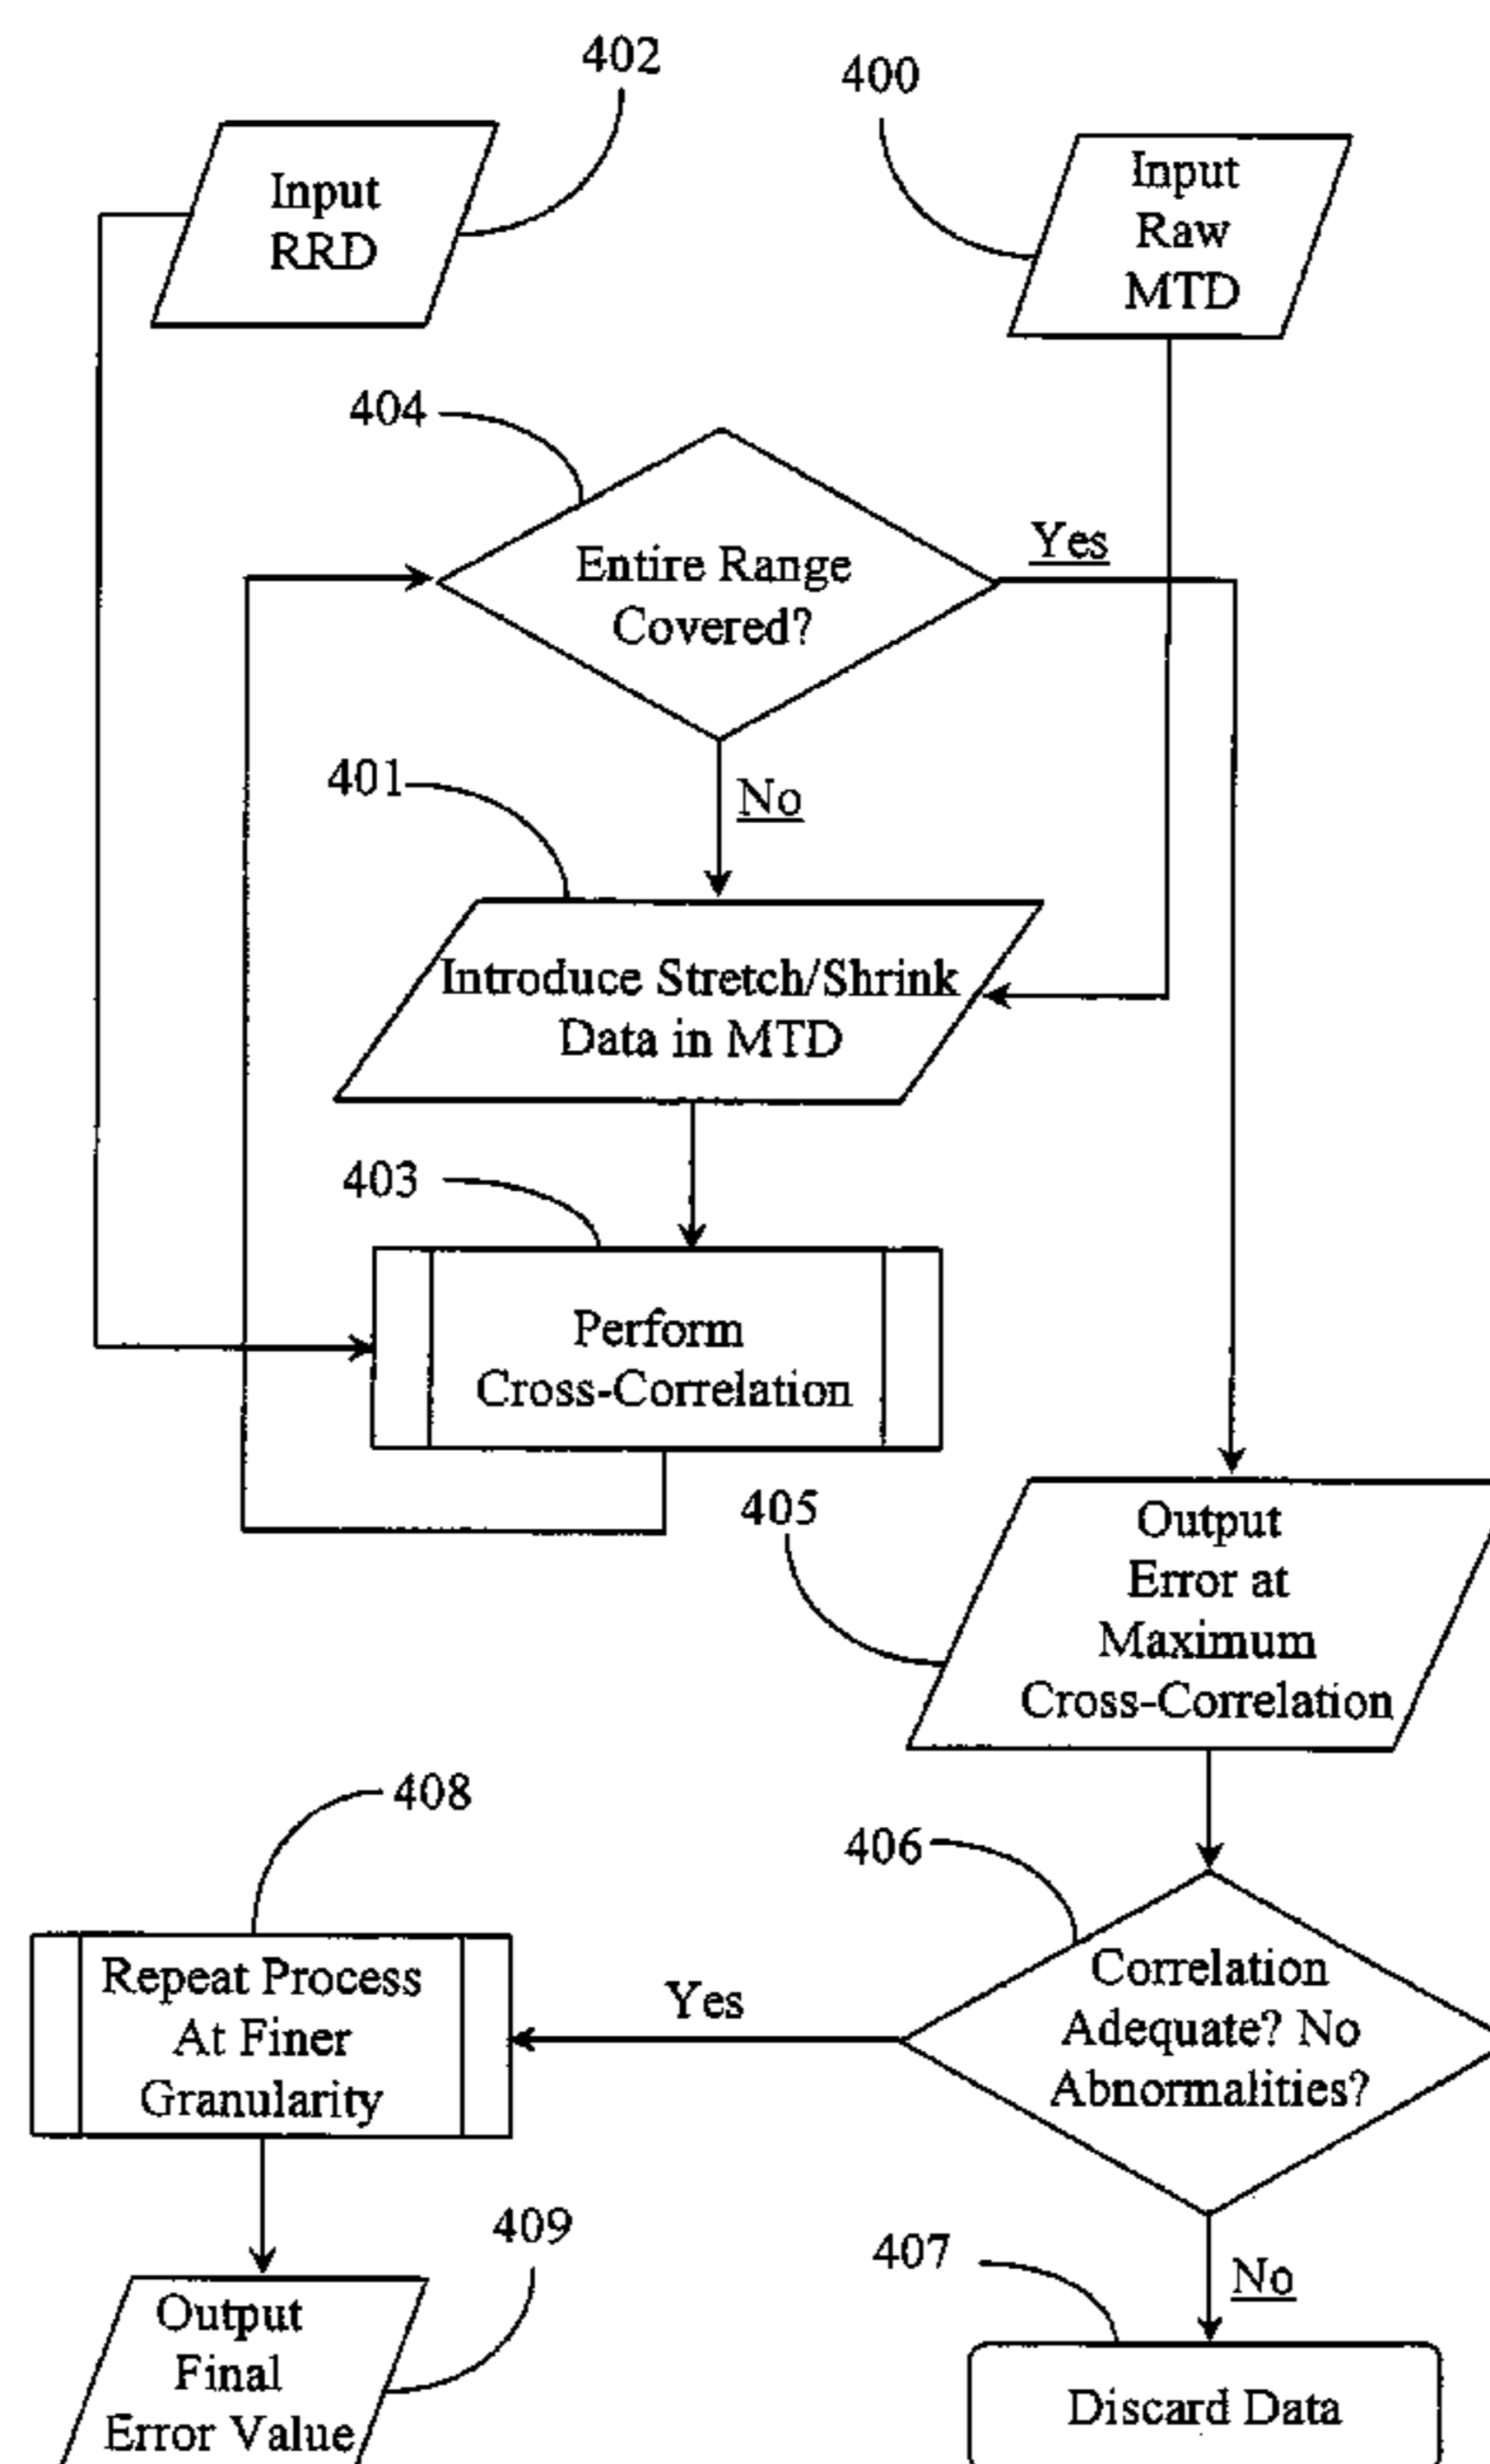 402
400
Input
RRD
Input
Raw
MTD
404
Entire Range
Covered?
Yes
401
No
Introduce Stretch/Shrink
Data in MTD
403
Perform
Cross-Correlation
405
Output
Error at
Maximum
Cross-Correlation
408
406
Repeat Process
At Finer
Granularity
Yes
Correlation
Adequate? No
Abnormalities?
409
407
No
Output
Final
Error Value
Discard Data